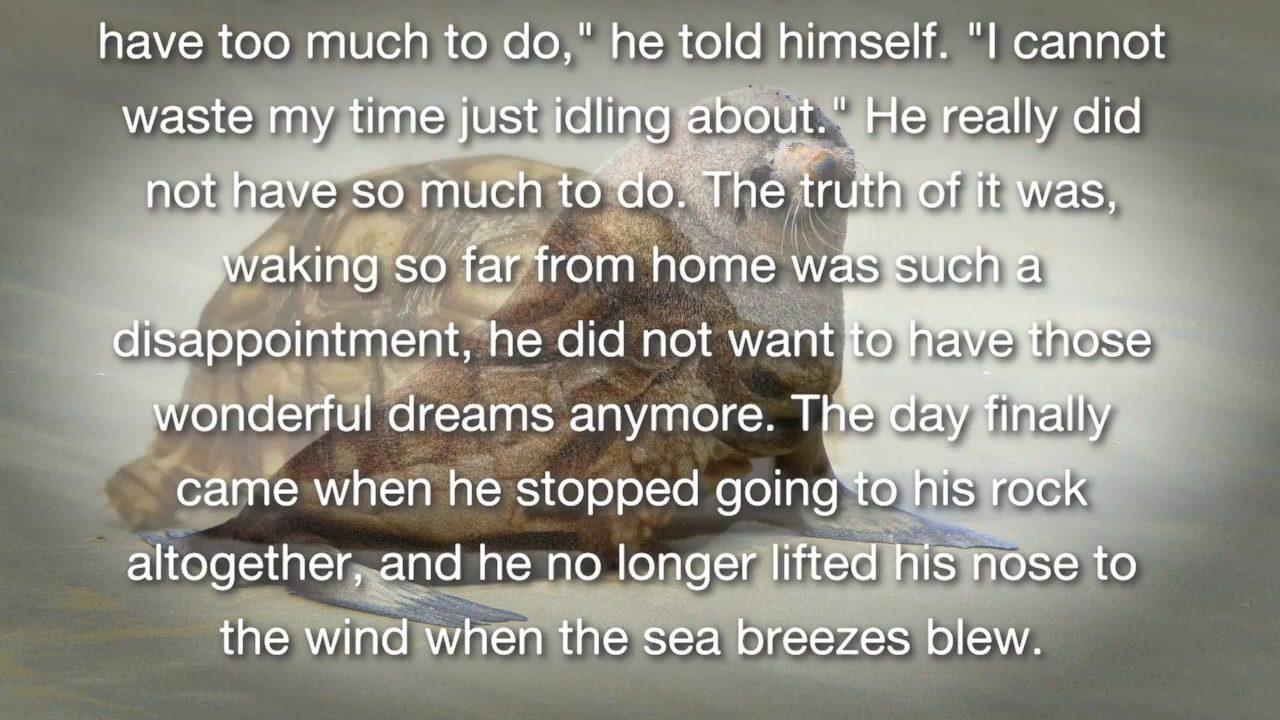 have too much to do," he told himself. "I cannot
waste my time just idling about." He really did
not have so much to do. The truth of it was,
waking so far from home was such a
disappointment, he did not want to have those
wonderful dreams anymore. The day finally
came when he stopped going to his rock
altogether, and he no longer lifted his nose to
the wind when the sea breezes blew.